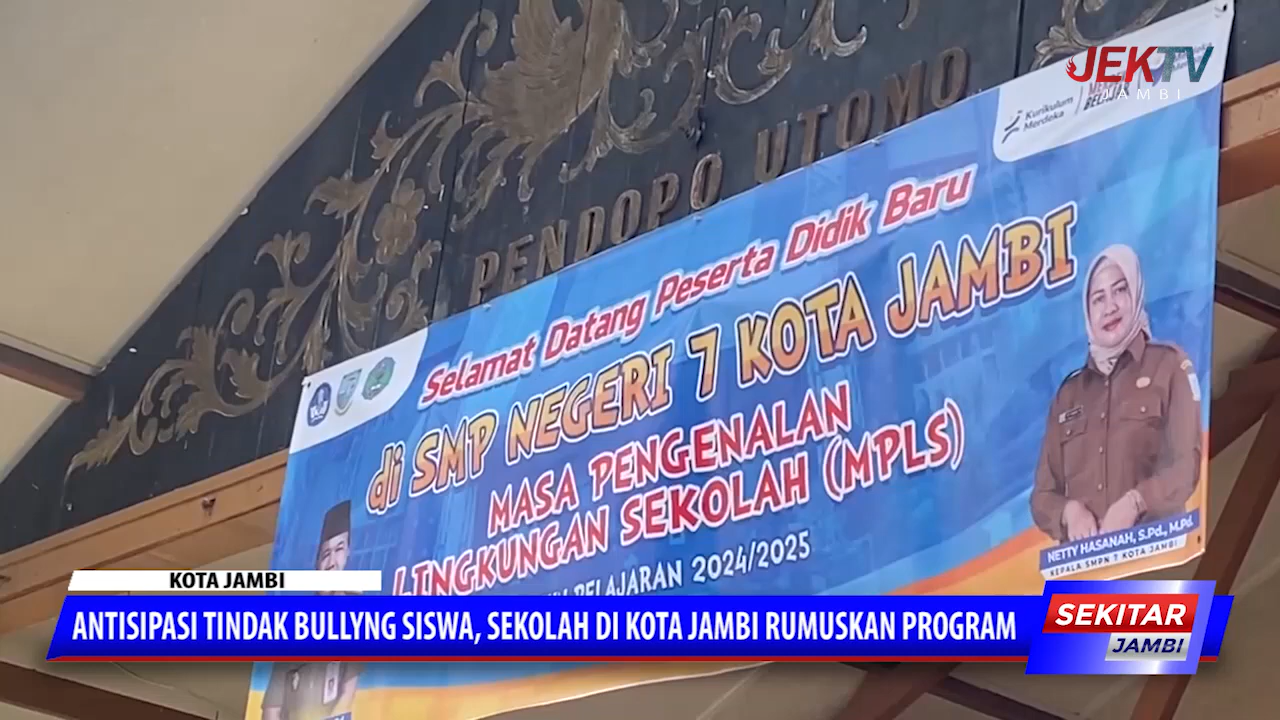 JEKTV
JAMBI
PENDOPO UTOMO
Kurikulum
Merdeka
Selamat Datang Peserta Didik Baru
di SMP NEGERI 7 KOTA JAMBI
MASA PENGENALAN
LINGKUNGAN SEKOLAH (MPLS)
PELAJARAN 2024/2025
NETTY HASANAH, S.Pd., M.Pd
KEPALA SMPN 7 KOTA JAMBI
KOTA JAMBI
ANTISIPASI TINDAK BULLYNG SISWA, SEKOLAH DI KOTA JAMBI RUMUSKAN PROGRAM
SEKITAR
JAMBI